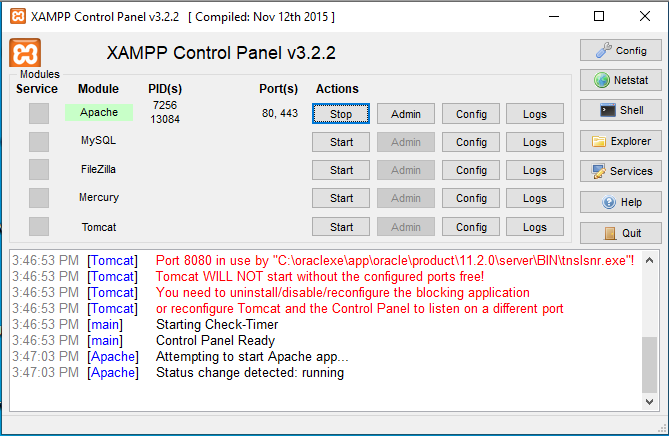 XAMPP Control Panel v3.2.2 [ Compiled: Nov 12th 2015 ]
XAMPP Control Panel v3.2.2
Config
Modules
Service Module PID(s) Port(s) Actions
Netstat
Apache 7256 13084 80, 443 Stop Admin Config Logs
Shell
MySQL Start Admin Config Logs
Explorer
FileZilla Start Admin Config Logs
Services
Mercury Start Admin Config Logs
Help
Tomcat Start Admin Config Logs
Quit
3:46:53 PM [Tomcat] Port 8080 in use by "C:\oraclexe\app\oracle\product\11.2.0\server\BIN\tnslsnr.exe"!
3:46:53 PM [Tomcat] Tomcat WILL NOT start without the configured ports free!
3:46:53 PM [Tomcat] You need to uninstall/disable/reconfigure the blocking application
3:46:53 PM [Tomcat] or reconfigure Tomcat and the Control Panel to listen on a different port
3:46:53 PM [main] Starting Check-Timer
3:46:53 PM [main] Control Panel Ready
3:47:03 PM [Apache] Attempting to start Apache app...
3:47:03 PM [Apache] Status change detected: running